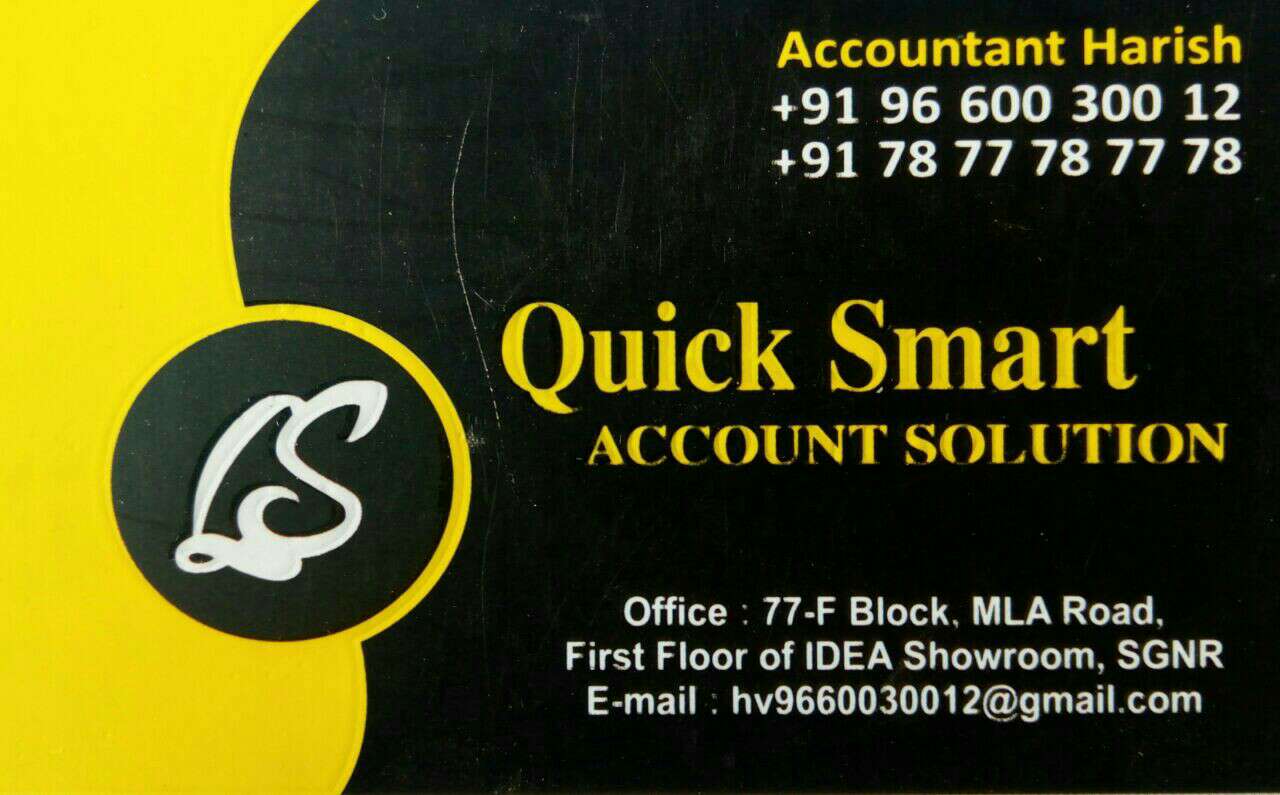 Accountant Harish
+91 96 600 300 12
+91 78 77 78 77 78
Quick Smart
ACCOUNT SOLUTION
Office : 77-F Block, MLA Road,
First Floor of IDEA Showroom, SGNR
E-mail : hv9660030012@gmail.com